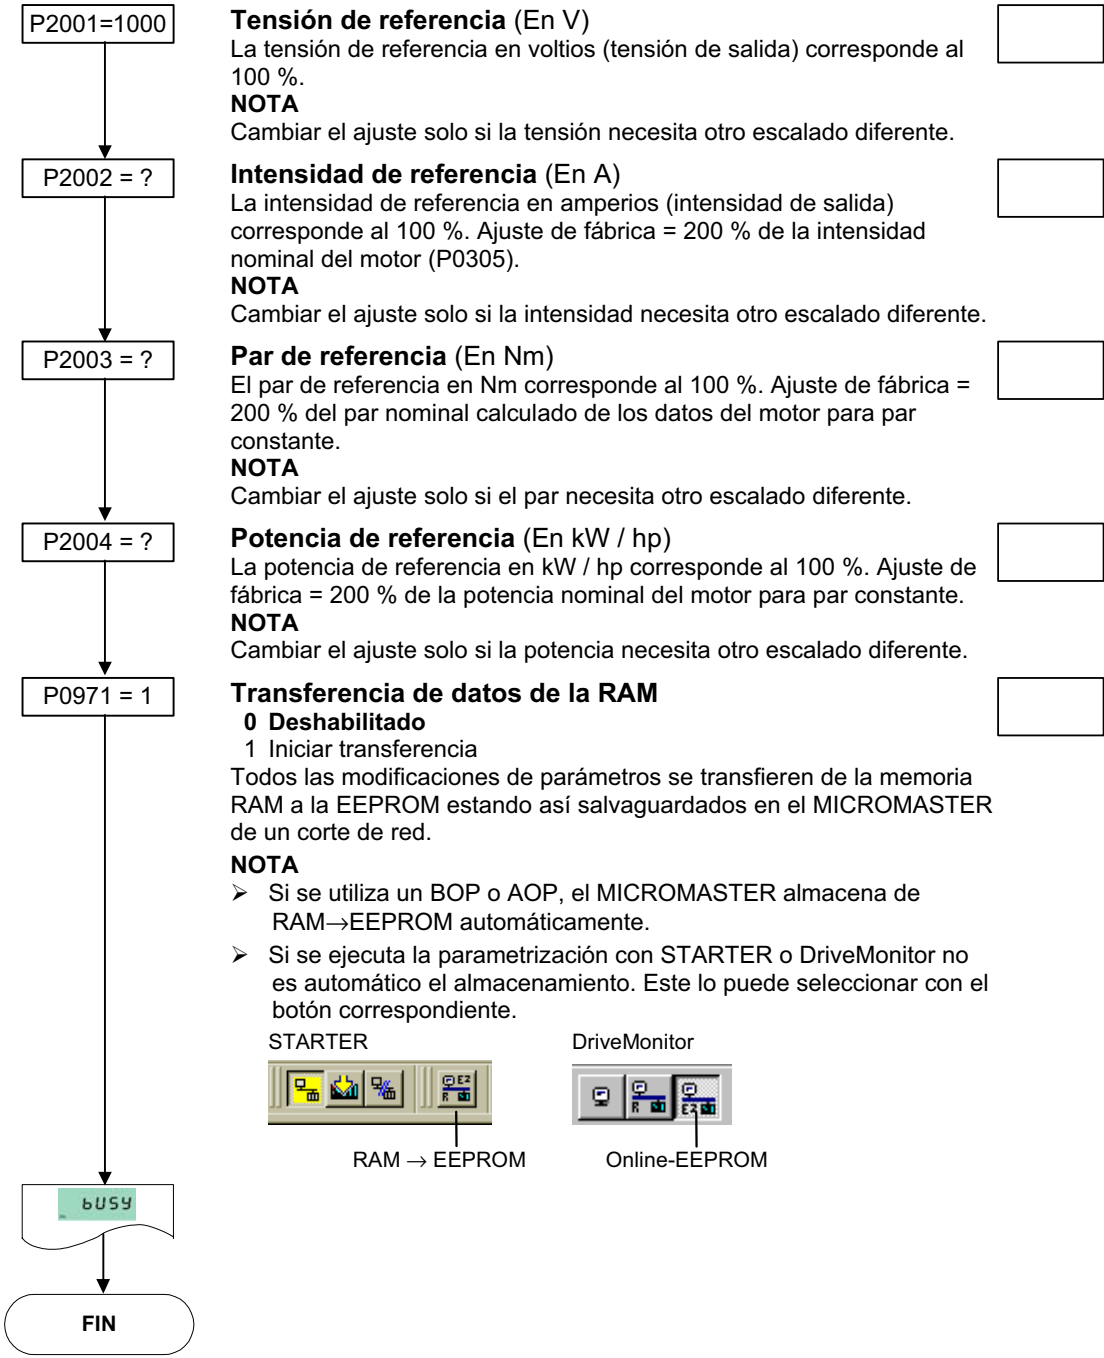 P2001=1000
Tensión de referencia (En V)
La tensión de referencia en voltios (tensión de salida) corresponde al
100 %.
NOTA
Cambiar el ajuste solo si la tensión necesita otro escalado diferente.
P2002 = ?
Intensidad de referencia (En A)
La intensidad de referencia en amperios (intensidad de salida)
corresponde al 100 %. Ajuste de fábrica = 200 % de la intensidad
nominal del motor (P0305).
NOTA
Cambiar el ajuste solo si la intensidad necesita otro escalado diferente.
P2003 = ?
Par de referencia (En Nm)
El par de referencia en Nm corresponde al 100 %. Ajuste de fábrica =
200 % del par nominal calculado de los datos del motor para par
constante.
NOTA
Cambiar el ajuste solo si el par necesita otro escalado diferente.
P2004 = ?
Potencia de referencia (En kW / hp)
La potencia de referencia en kW / hp corresponde al 100 %. Ajuste de
fábrica = 200 % de la potencia nominal del motor para par constante.
NOTA
Cambiar el ajuste solo si la potencia necesita otro escalado diferente.
P0971 = 1
Transferencia de datos de la RAM
0 Deshabilitado
1 Iniciar transferencia
Todos las modificaciones de parámetros se transfieren de la memoria
RAM a la EEPROM estando así salvaguardados en el MICROMASTER
de un corte de red.
NOTA
➢ Si se utiliza un BOP o AOP, el MICROMASTER almacena de
RAM→EEPROM automáticamente.
➢ Si se ejecuta la parametrización con STARTER o DriveMonitor no
es automático el almacenamiento. Este lo puede seleccionar con el
botón correspondiente.
STARTER DriveMonitor
E2
R R E2
RAM → EEPROM Online-EEPROM
busy
FIN